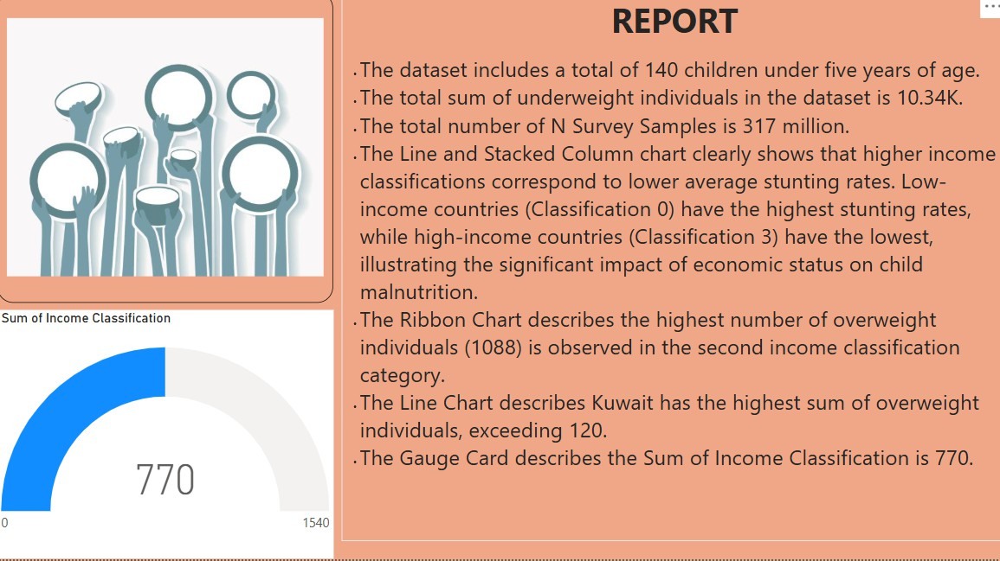 REPORT
.The dataset includes a total of 140 children under five years of age.
.The total sum of underweight individuals in the dataset is 10.34K.
.The total number of N Survey Samples is 317 million.
.The Line and Stacked Column chart clearly shows that higher income
classifications correspond to lower average stunting rates. Low-
income countries (Classification 0) have the highest stunting rates,
while high-income countries (Classification 3) have the lowest,
illustrating the significant impact of economic status on child
malnutrition.
.The Ribbon Chart describes the highest number of overweight
individuals (1088) is observed in the second income classification
category.
.The Line Chart describes Kuwait has the highest sum of overweight
individuals, exceeding 120.
.The Gauge Card describes the Sum of Income Classification is 770.
Sum of Income Classification
770
0
1540